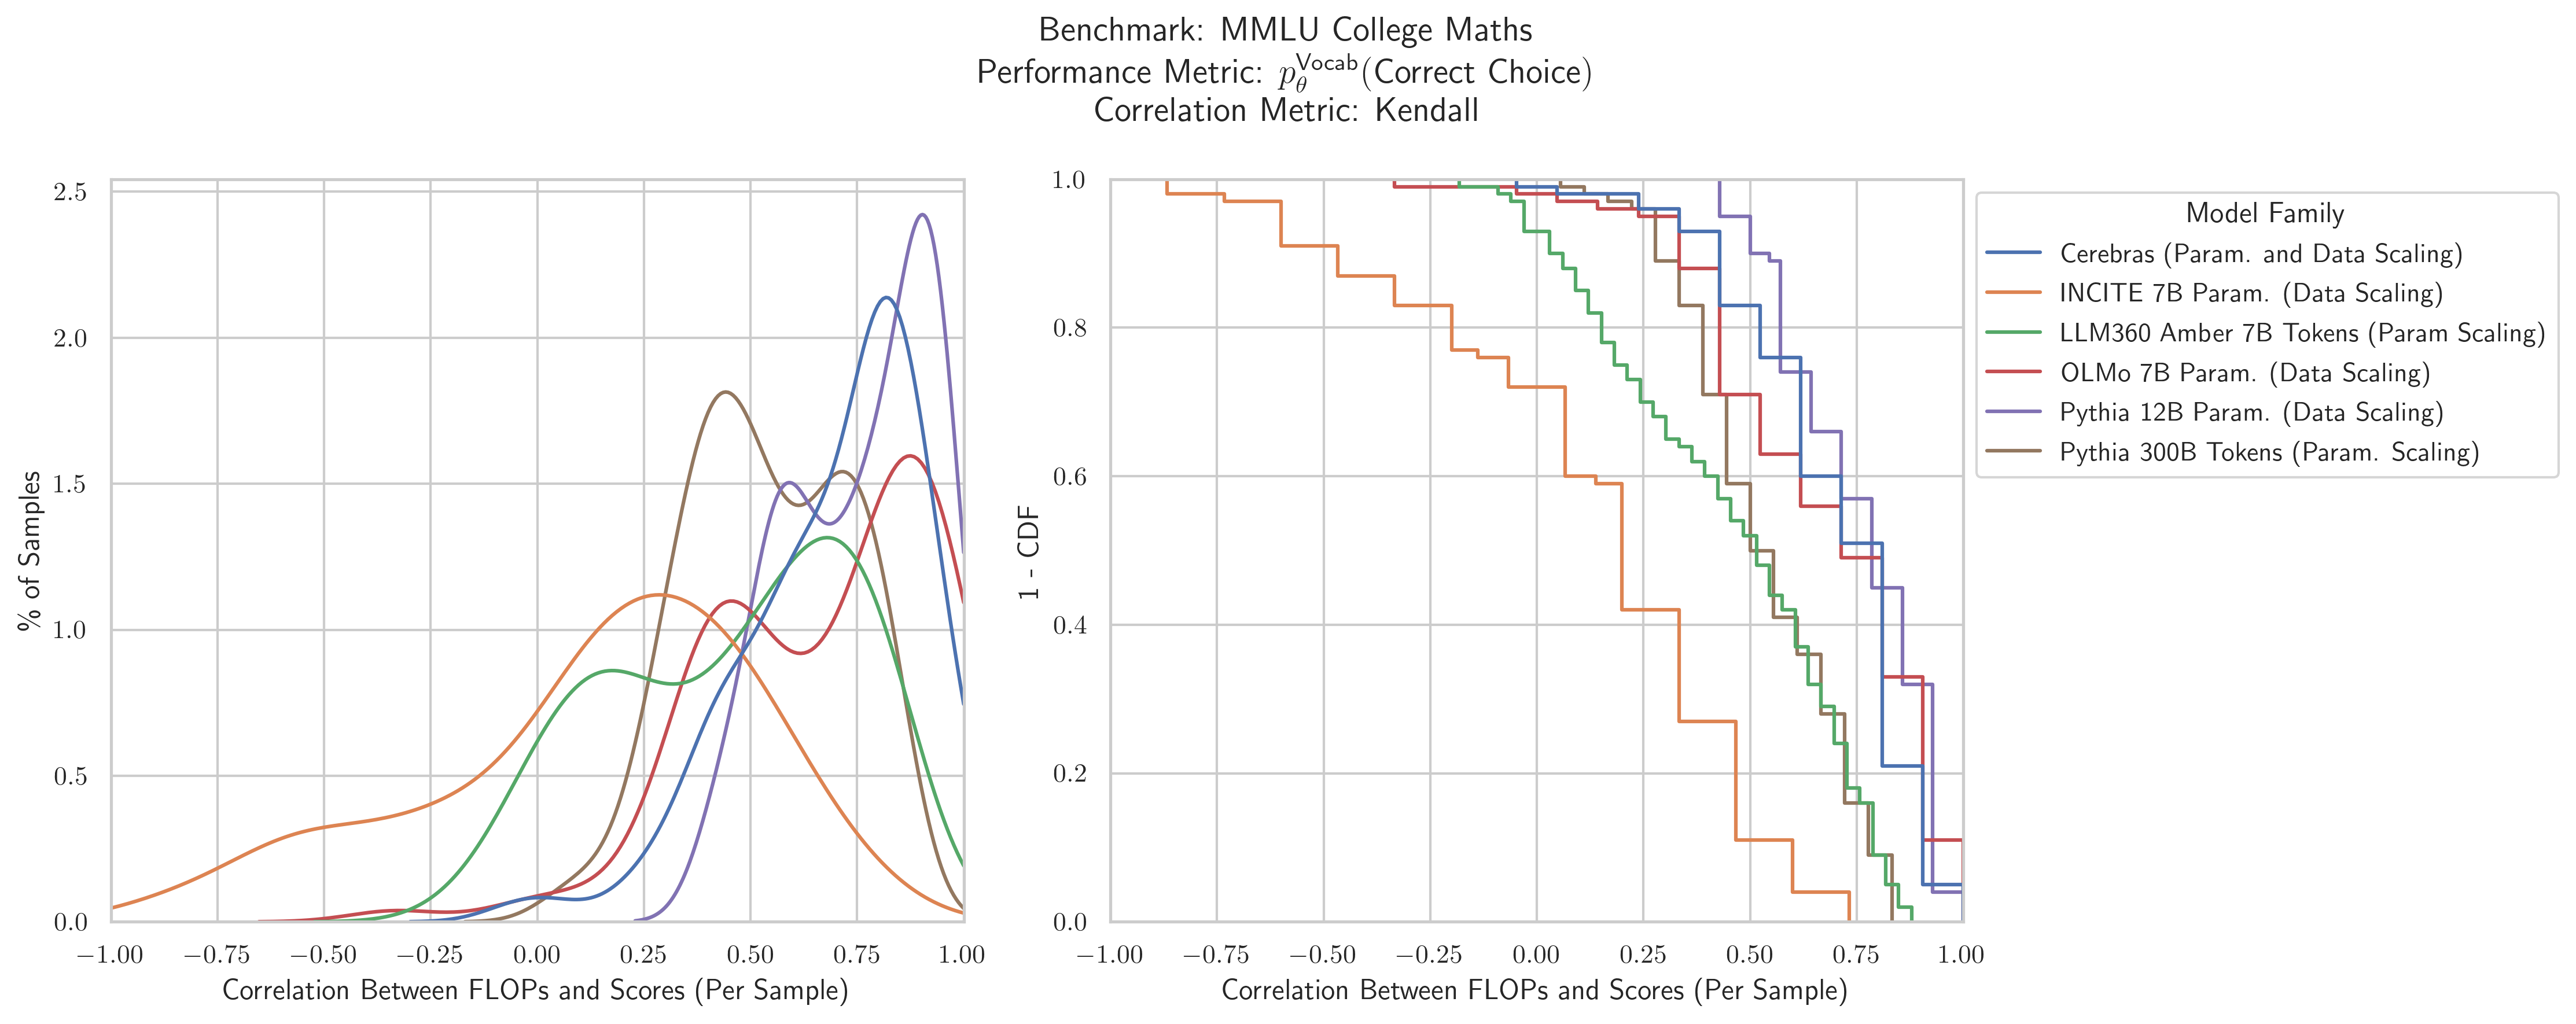 Benchmark: MMLU College Maths
Performance Metric: $p_\theta^{\text{Vocab}}$(Correct Choice)
Correlation Metric: Kendall
2.5
2.0
1.5
1.0
0.5
0.0
% of Samples
−1.00 −0.75 −0.50 −0.25 0.00 0.25 0.50 0.75 1.00
Correlation Between FLOPs and Scores (Per Sample)
1.0
0.8
0.6
0.4
0.2
0.0
1 - CDF
−1.00 −0.75 −0.50 −0.25 0.00 0.25 0.50 0.75 1.00
Correlation Between FLOPs and Scores (Per Sample)
Model Family
Cerebras (Param. and Data Scaling)
INCITE 7B Param. (Data Scaling)
LLM360 Amber 7B Tokens (Param Scaling)
OLMo 7B Param. (Data Scaling)
Pythia 12B Param. (Data Scaling)
Pythia 300B Tokens (Param. Scaling)